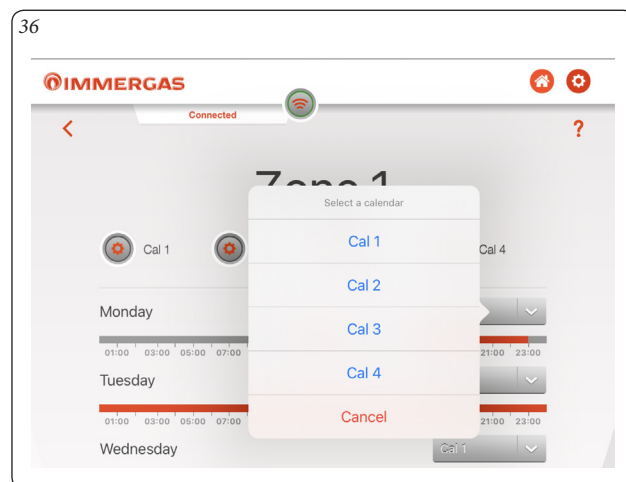 36
IMMERGAS
Connected
?
Zone 1
Select a calendar
Cal 1
Cal 1
Cal 2
Cal 3
Cal 4
Cancel
Cal 4
Monday
01:00 03:00 05:00 07:00 21:00 23:00
Tuesday
01:00 03:00 05:00 07:00 21:00 23:00
Wednesday
Cal 1